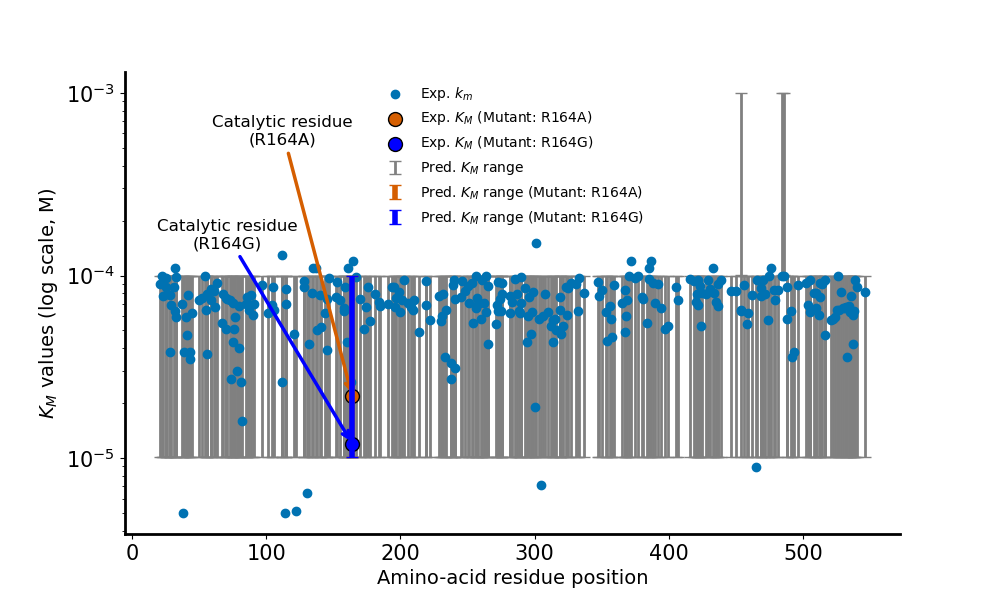 10⁻³
10⁻⁴
10⁻⁵
K_M values (log scale, M)
Catalytic residue
(R164A)
Catalytic residue
(R164G)
Exp. k_m
Exp. K_M (Mutant: R164A)
Exp. K_M (Mutant: R164G)
Pred. K_M range
Pred. K_M range (Mutant: R164A)
Pred. K_M range (Mutant: R164G)
0 100 200 300 400 500
Amino-acid residue position